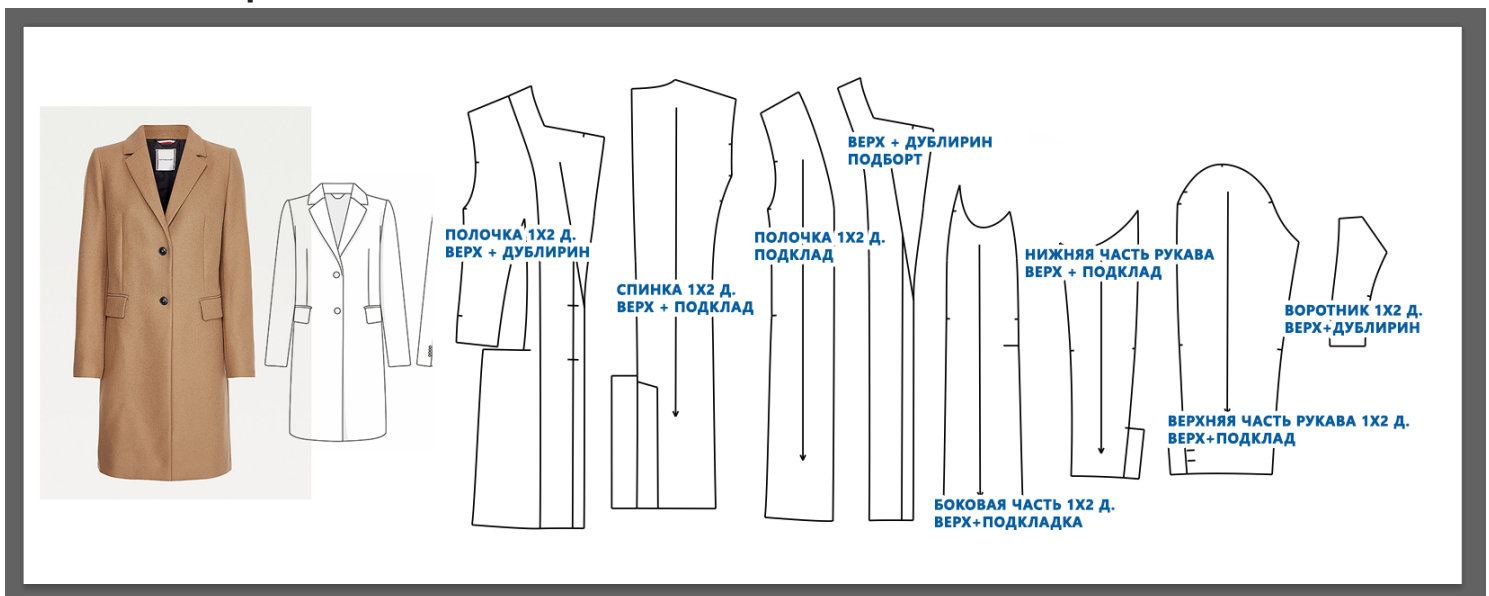 ПОЛОЧКА 1Х2 Д.
ВЕРХ + ДУБЛИРИН
СПИНКА 1Х2 Д.
ВЕРХ + ПОДКЛАД
ПОЛОЧКА 1Х2 Д.
ПОДКЛАД
ВЕРХ + ДУБЛИРИН
ПОДБОРТ
БОКОВАЯ ЧАСТЬ 1Х2 Д.
ВЕРХ+ПОДКЛАДКА
НИЖНЯЯ ЧАСТЬ РУКАВА
ВЕРХ + ПОДКЛАД
ВЕРХНЯЯ ЧАСТЬ РУКАВА 1Х2 Д.
ВЕРХ+ПОДКЛАД
ВОРОТНИК 1Х2 Д.
ВЕРХ+ДУБЛИРИН